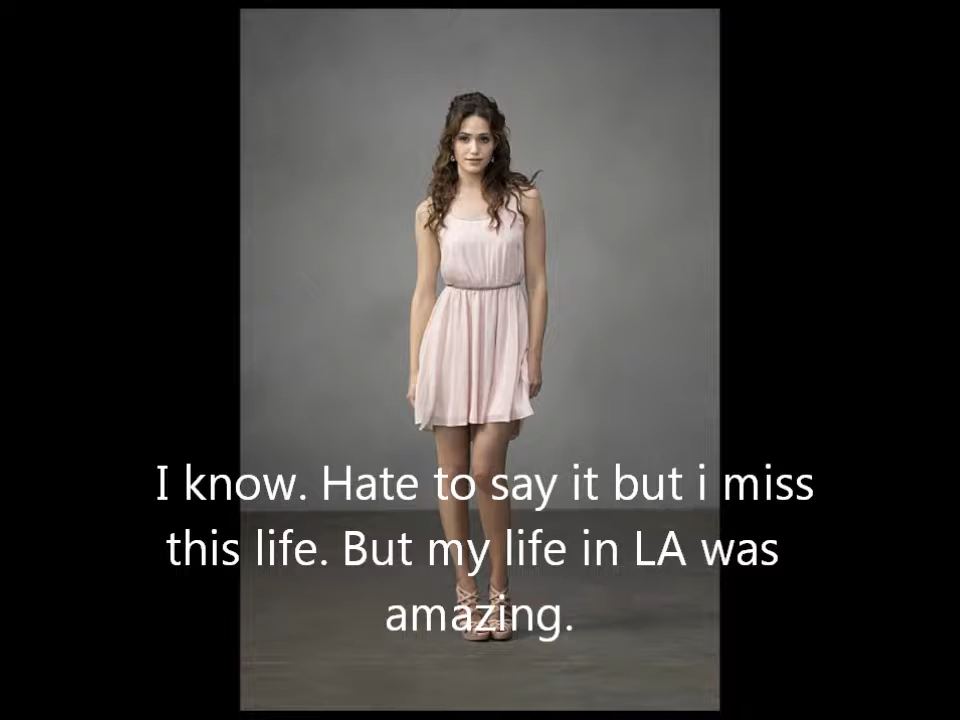 I know. Hate to say it but i miss
this life. But my life in LA was
amazing.